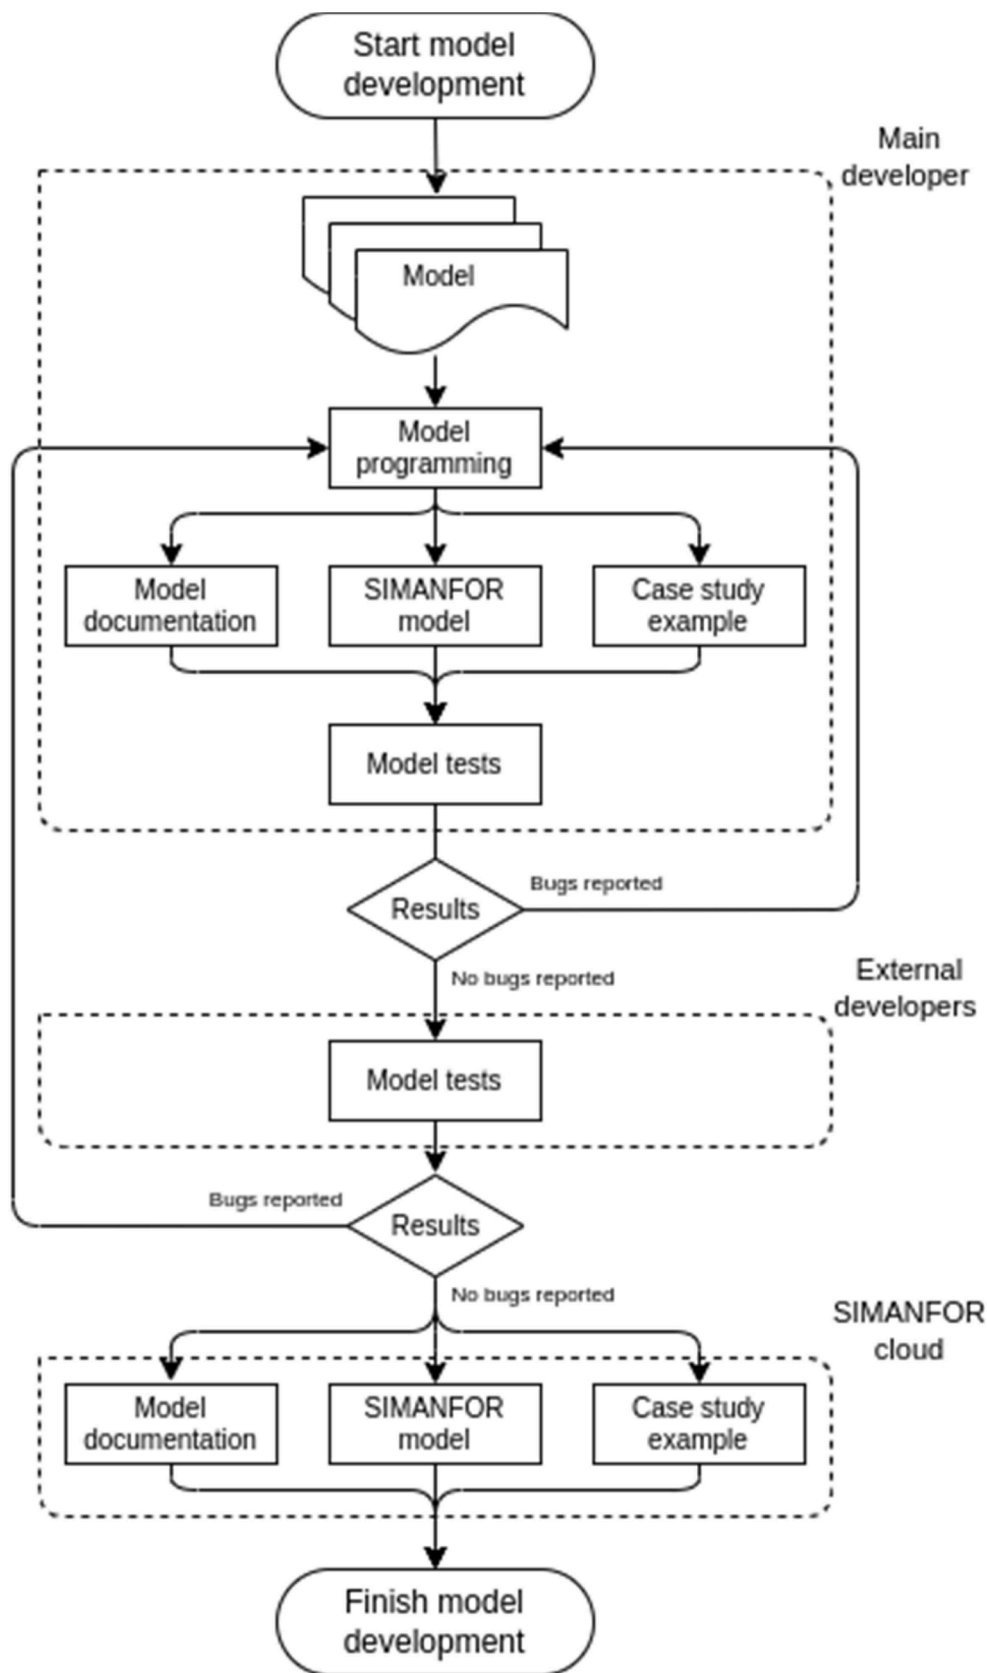 Start model
development
Main
developer
Model
Model
programming
Model
documentation
SIMANFOR
model
Case study
example
Model tests
Results
Bugs reported
No bugs reported
External
developers
Model tests
Bugs reported
Results
No bugs reported
SIMANFOR
cloud
Model
documentation
SIMANFOR
model
Case study
example
Finish model
development